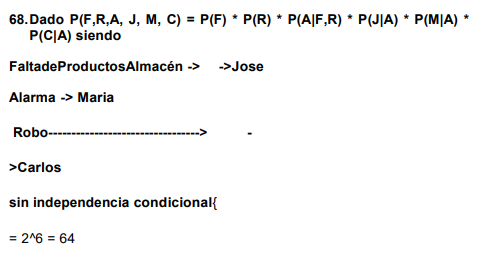 68.Dado P(F,R,A, J, M, C) = P(F) * P(R) * P(A|F,R) * P(J|A) * P(M|A) *
P(C|A) siendo
FaltadeProductosAlmacén -> ->Jose
Alarma -> Maria
Robo---------------------------------> -
>Carlos
sin independencia condicional{
= 2^6 = 64